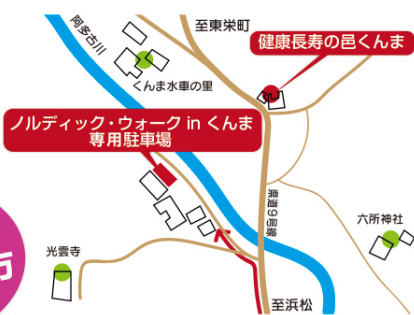 至東栄町
阿多古川
健康長寿の邑くんま
くんま水車の里
ノルディック・ウォーク in くんま
専用駐車場
県道9号線
六所神社
光雲寺
市
至浜松